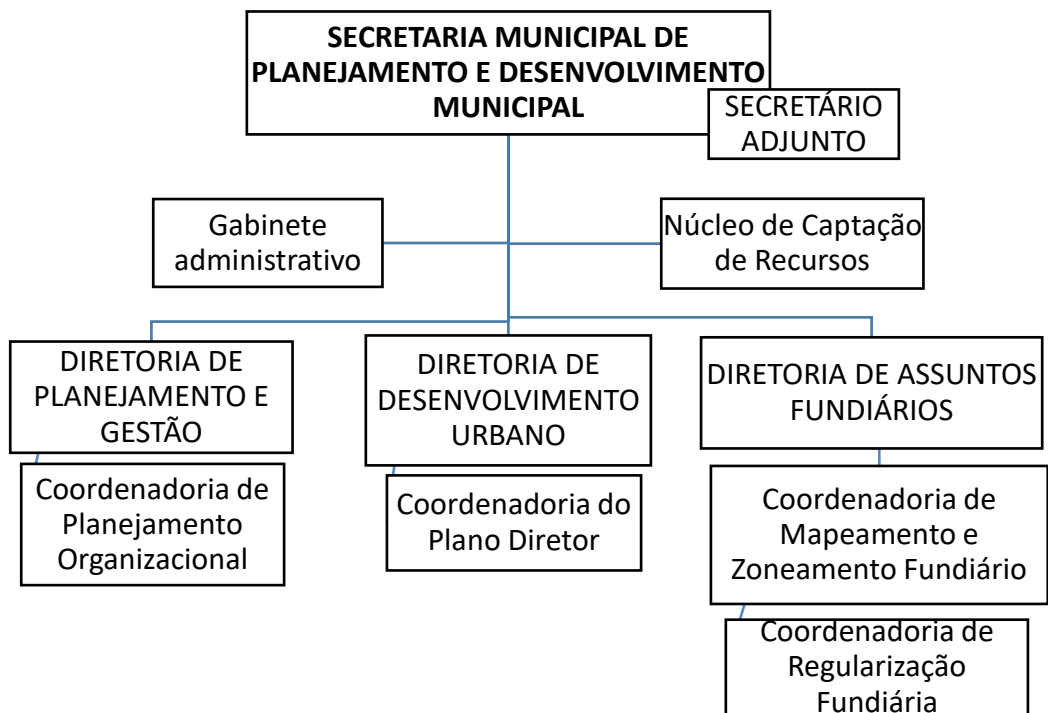 SECRETARIA MUNICIPAL DE
PLANEJAMENTO E DESENVOLVIMENTO
MUNICIPAL
SECRETÁRIO
ADJUNTO
Gabinete
administrativo
Núcleo de Captação
de Recursos
DIRETORIA DE
PLANEJAMENTO E
GESTÃO
Coordenadoria de
Planejamento
Organizacional
DIRETORIA DE
DESENVOLVIMENTO
URBANO
Coordenadoria do
Plano Diretor
DIRETORIA DE ASSUNTOS
FUNDIÁRIOS
Coordenadoria de
Mapeamento e
Zoneamento Fundiário
Coordenadoria de
Regularização
Fundiária